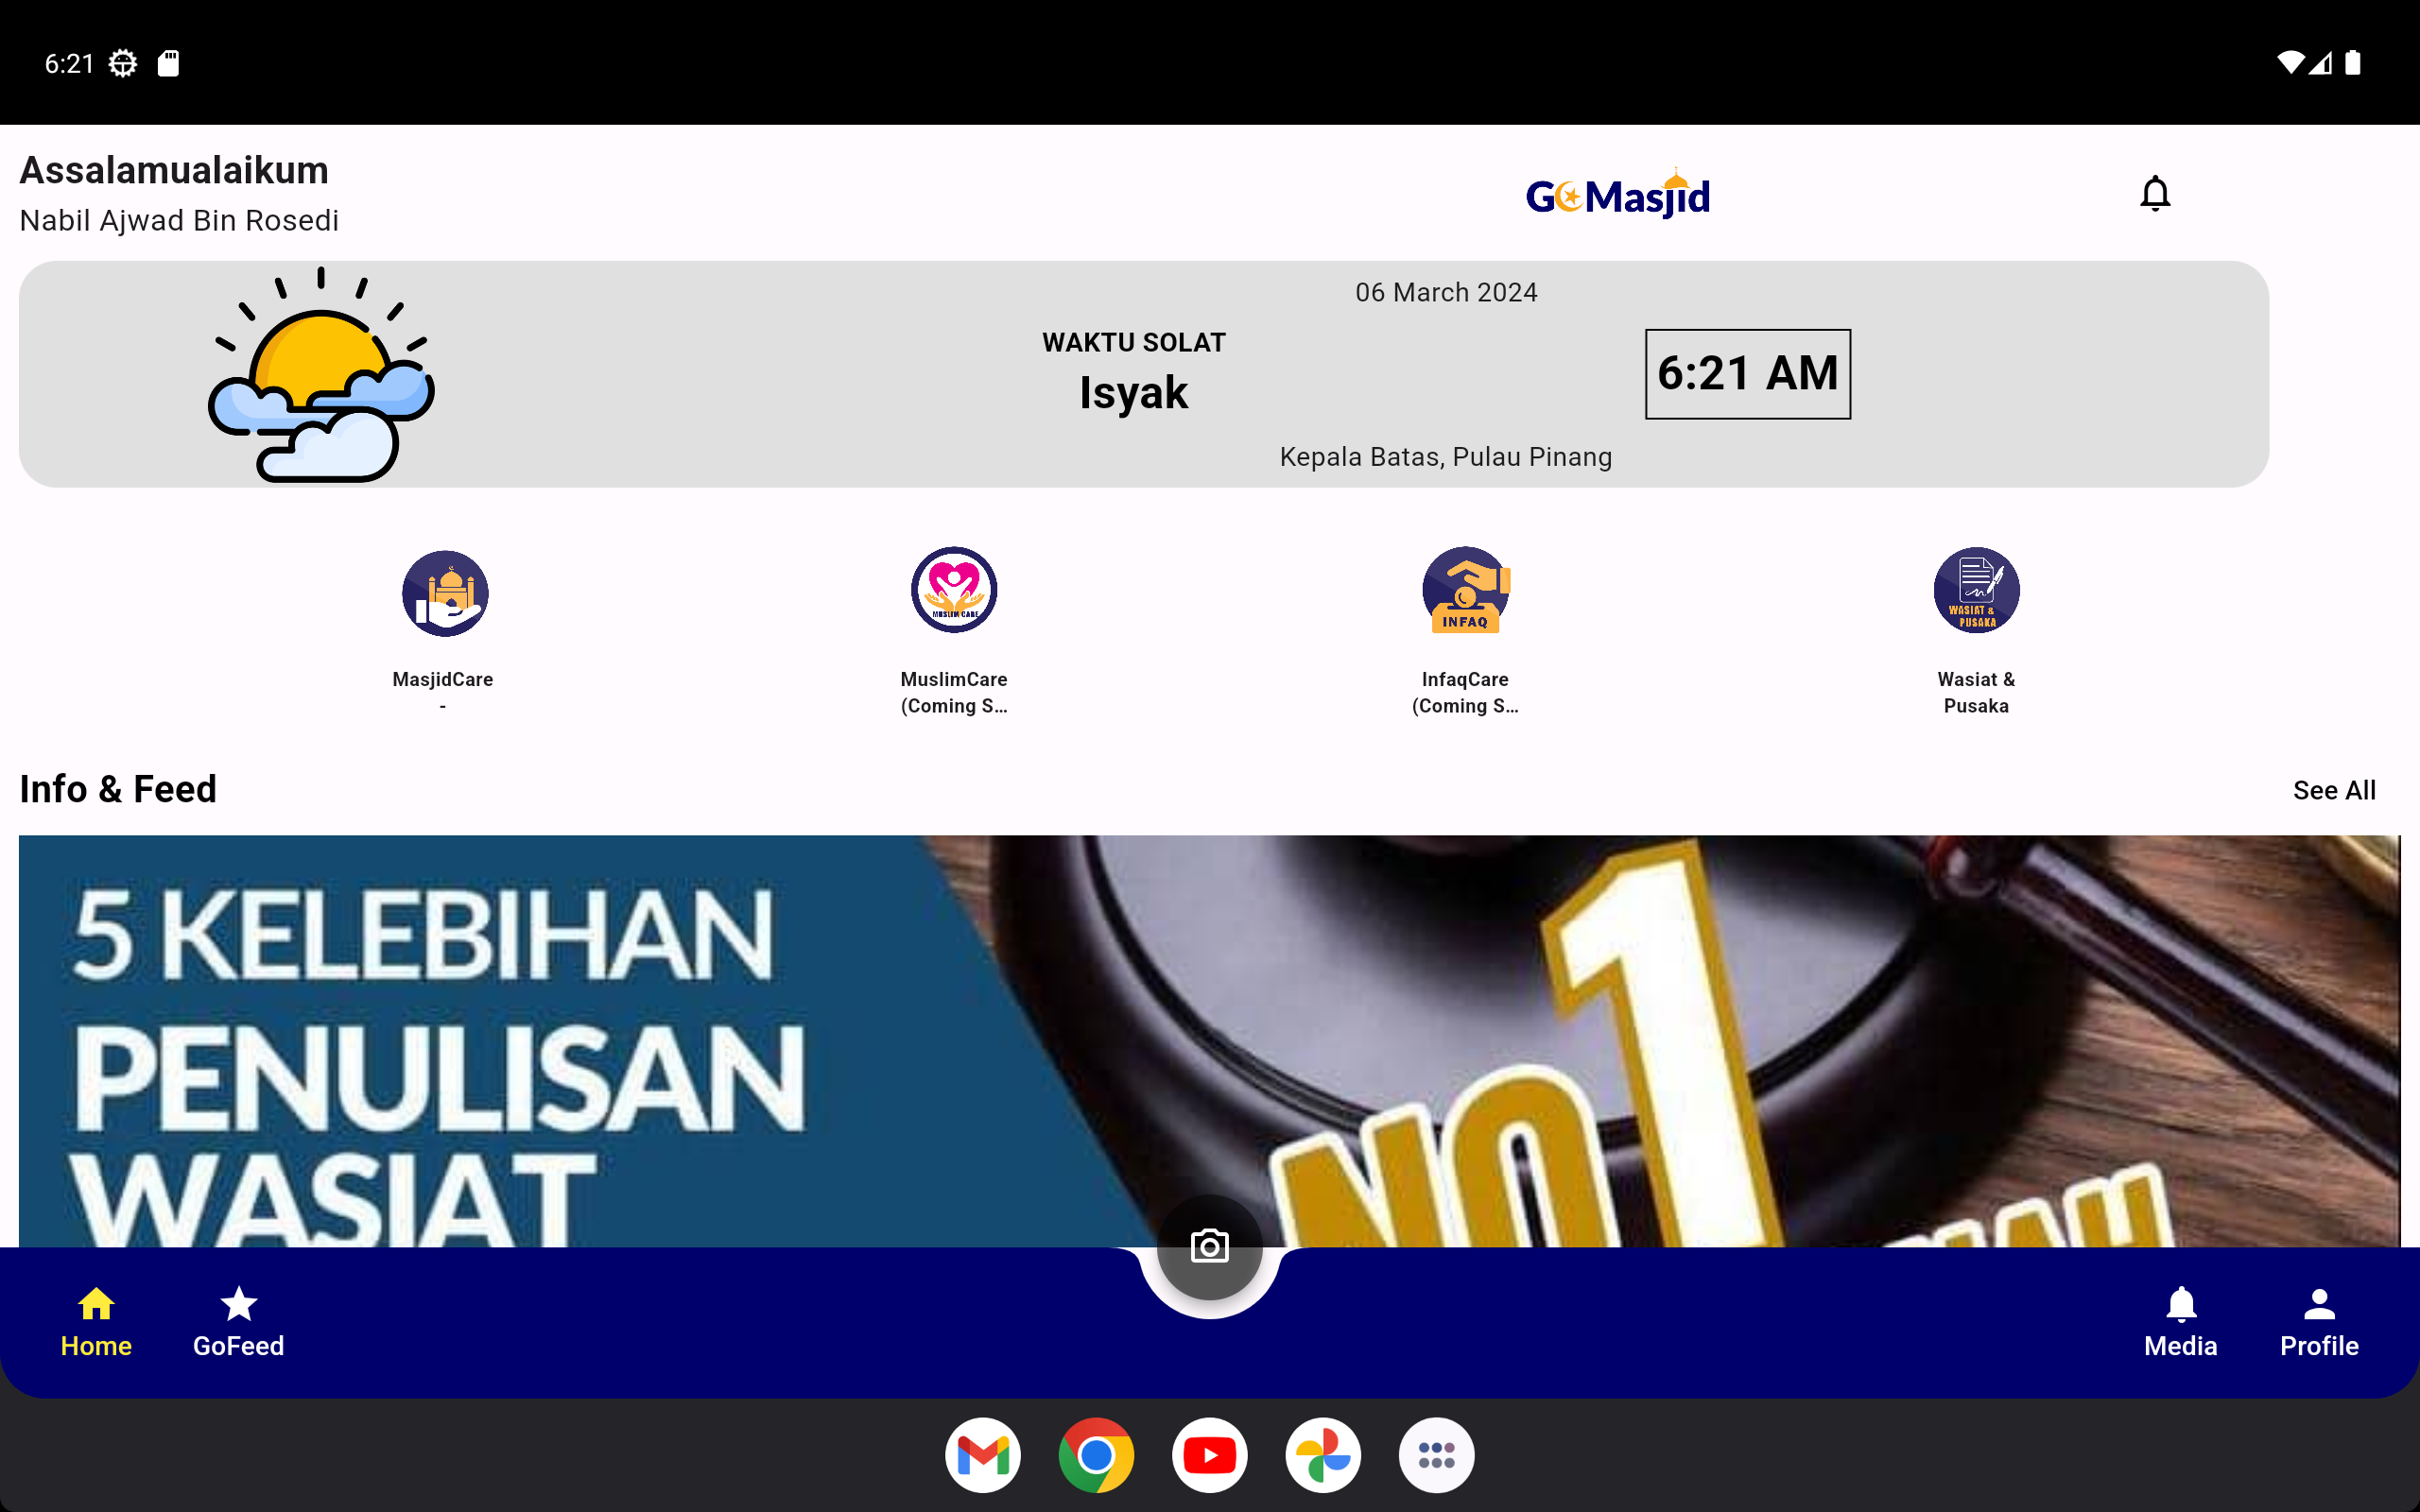 6:21
Assalamualaikum
Nabil Ajwad Bin Rosedi
GoMasjid
06 March 2024
WAKTU SOLAT
Isyak
6:21 AM
Kepala Batas, Pulau Pinang
MUSLIM CARE
INFAQ
WASIAT &
PUSAKA
MasjidCare
-
MuslimCare
(Coming S...
InfaqCare
(Coming S...
Wasiat &
Pusaka
Info & Feed
See All
5 KELEBIHAN
PENULISAN
WASIAT
NO 1
Home
GoFeed
Media
Profile